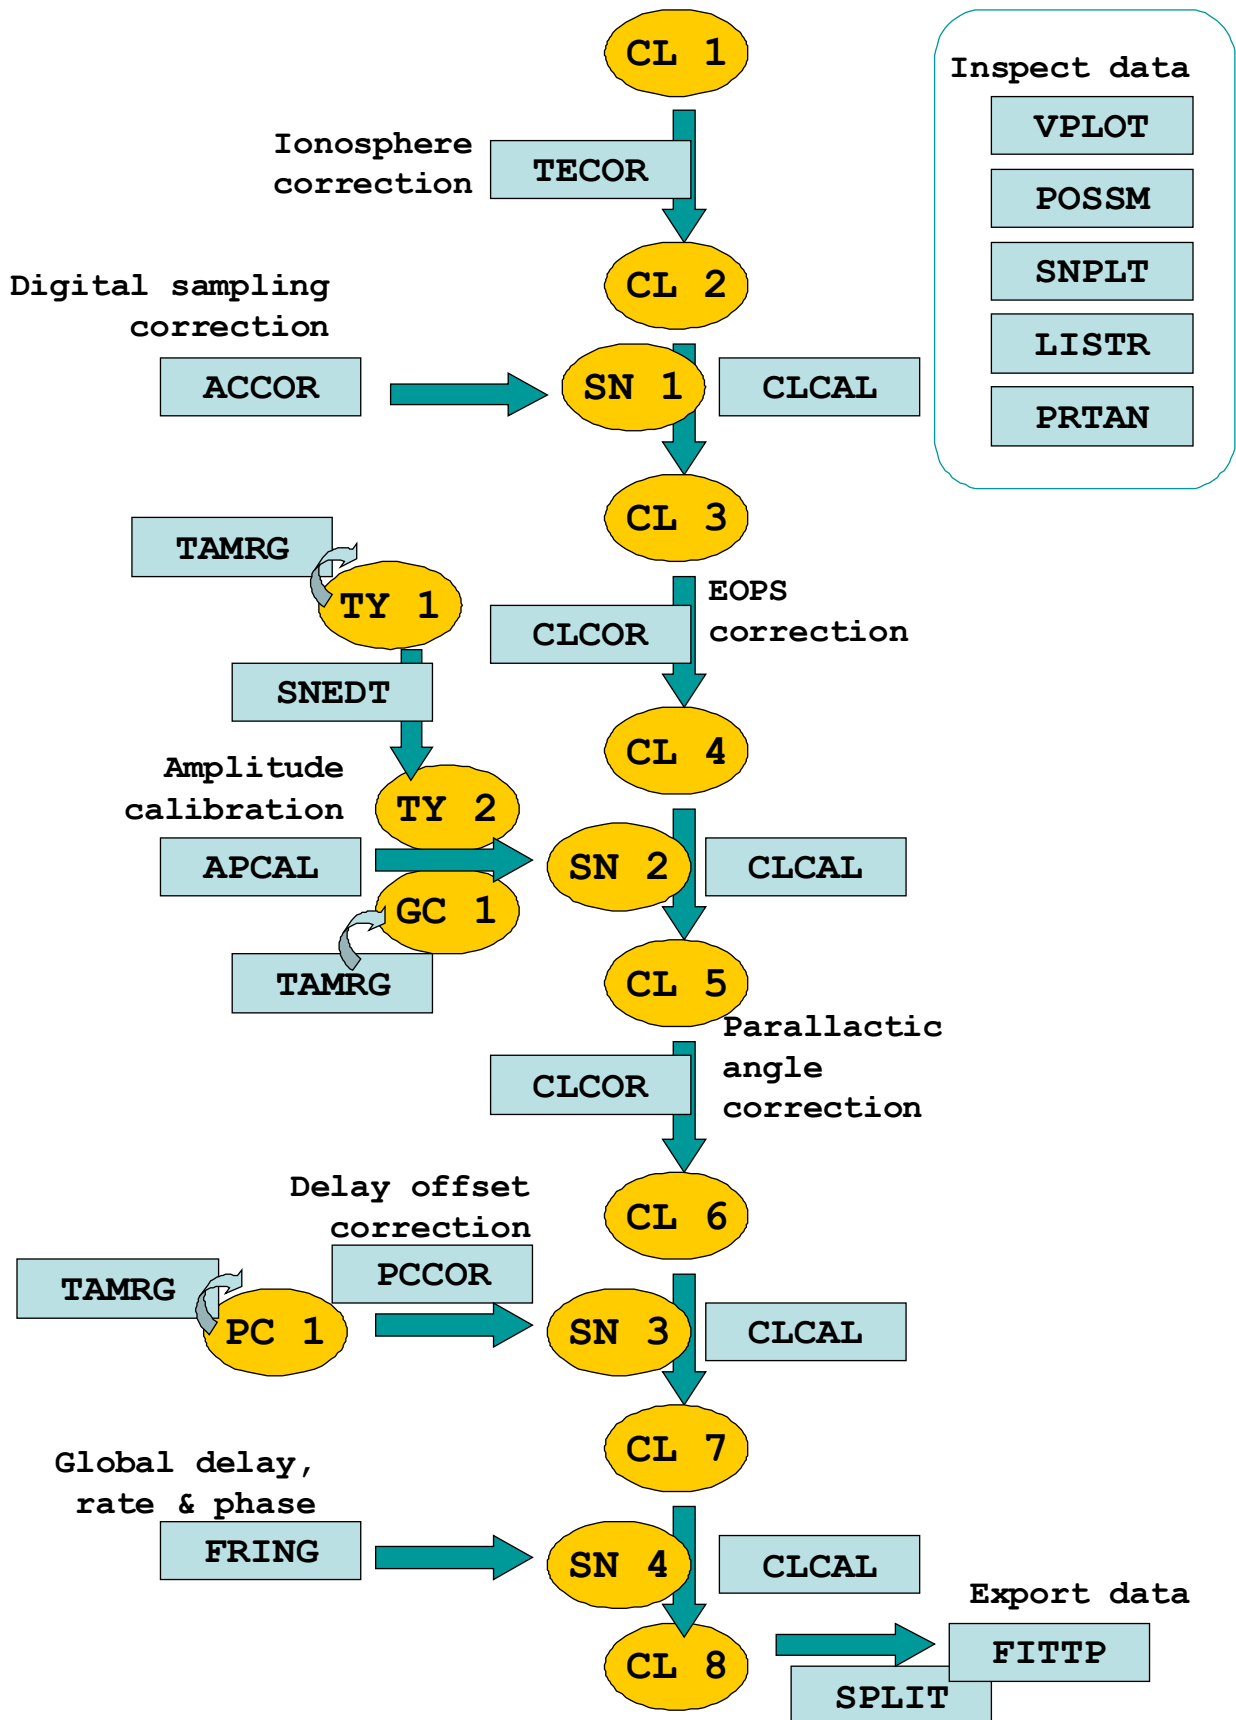 CL 1
Inspect data
VPLOT
POSSM
SNPLT
LISTR
PRTAN
Ionosphere
correction
TECOR
CL 2
Digital sampling
correction
ACCOR
SN 1
CLCAL
CL 3
TAMRG
TY 1
EOPS
correction
CLCOR
SNEDT
CL 4
Amplitude
calibration
TY 2
APCAL
SN 2
CLCAL
GC 1
TAMRG
CL 5
Parallactic
angle
correction
CLCOR
CL 6
Delay offset
correction
PCCOR
TAMRG
PC 1
SN 3
CLCAL
CL 7
Global delay,
rate & phase
FRING
SN 4
CLCAL
CL 8
Export data
FITTP
SPLIT